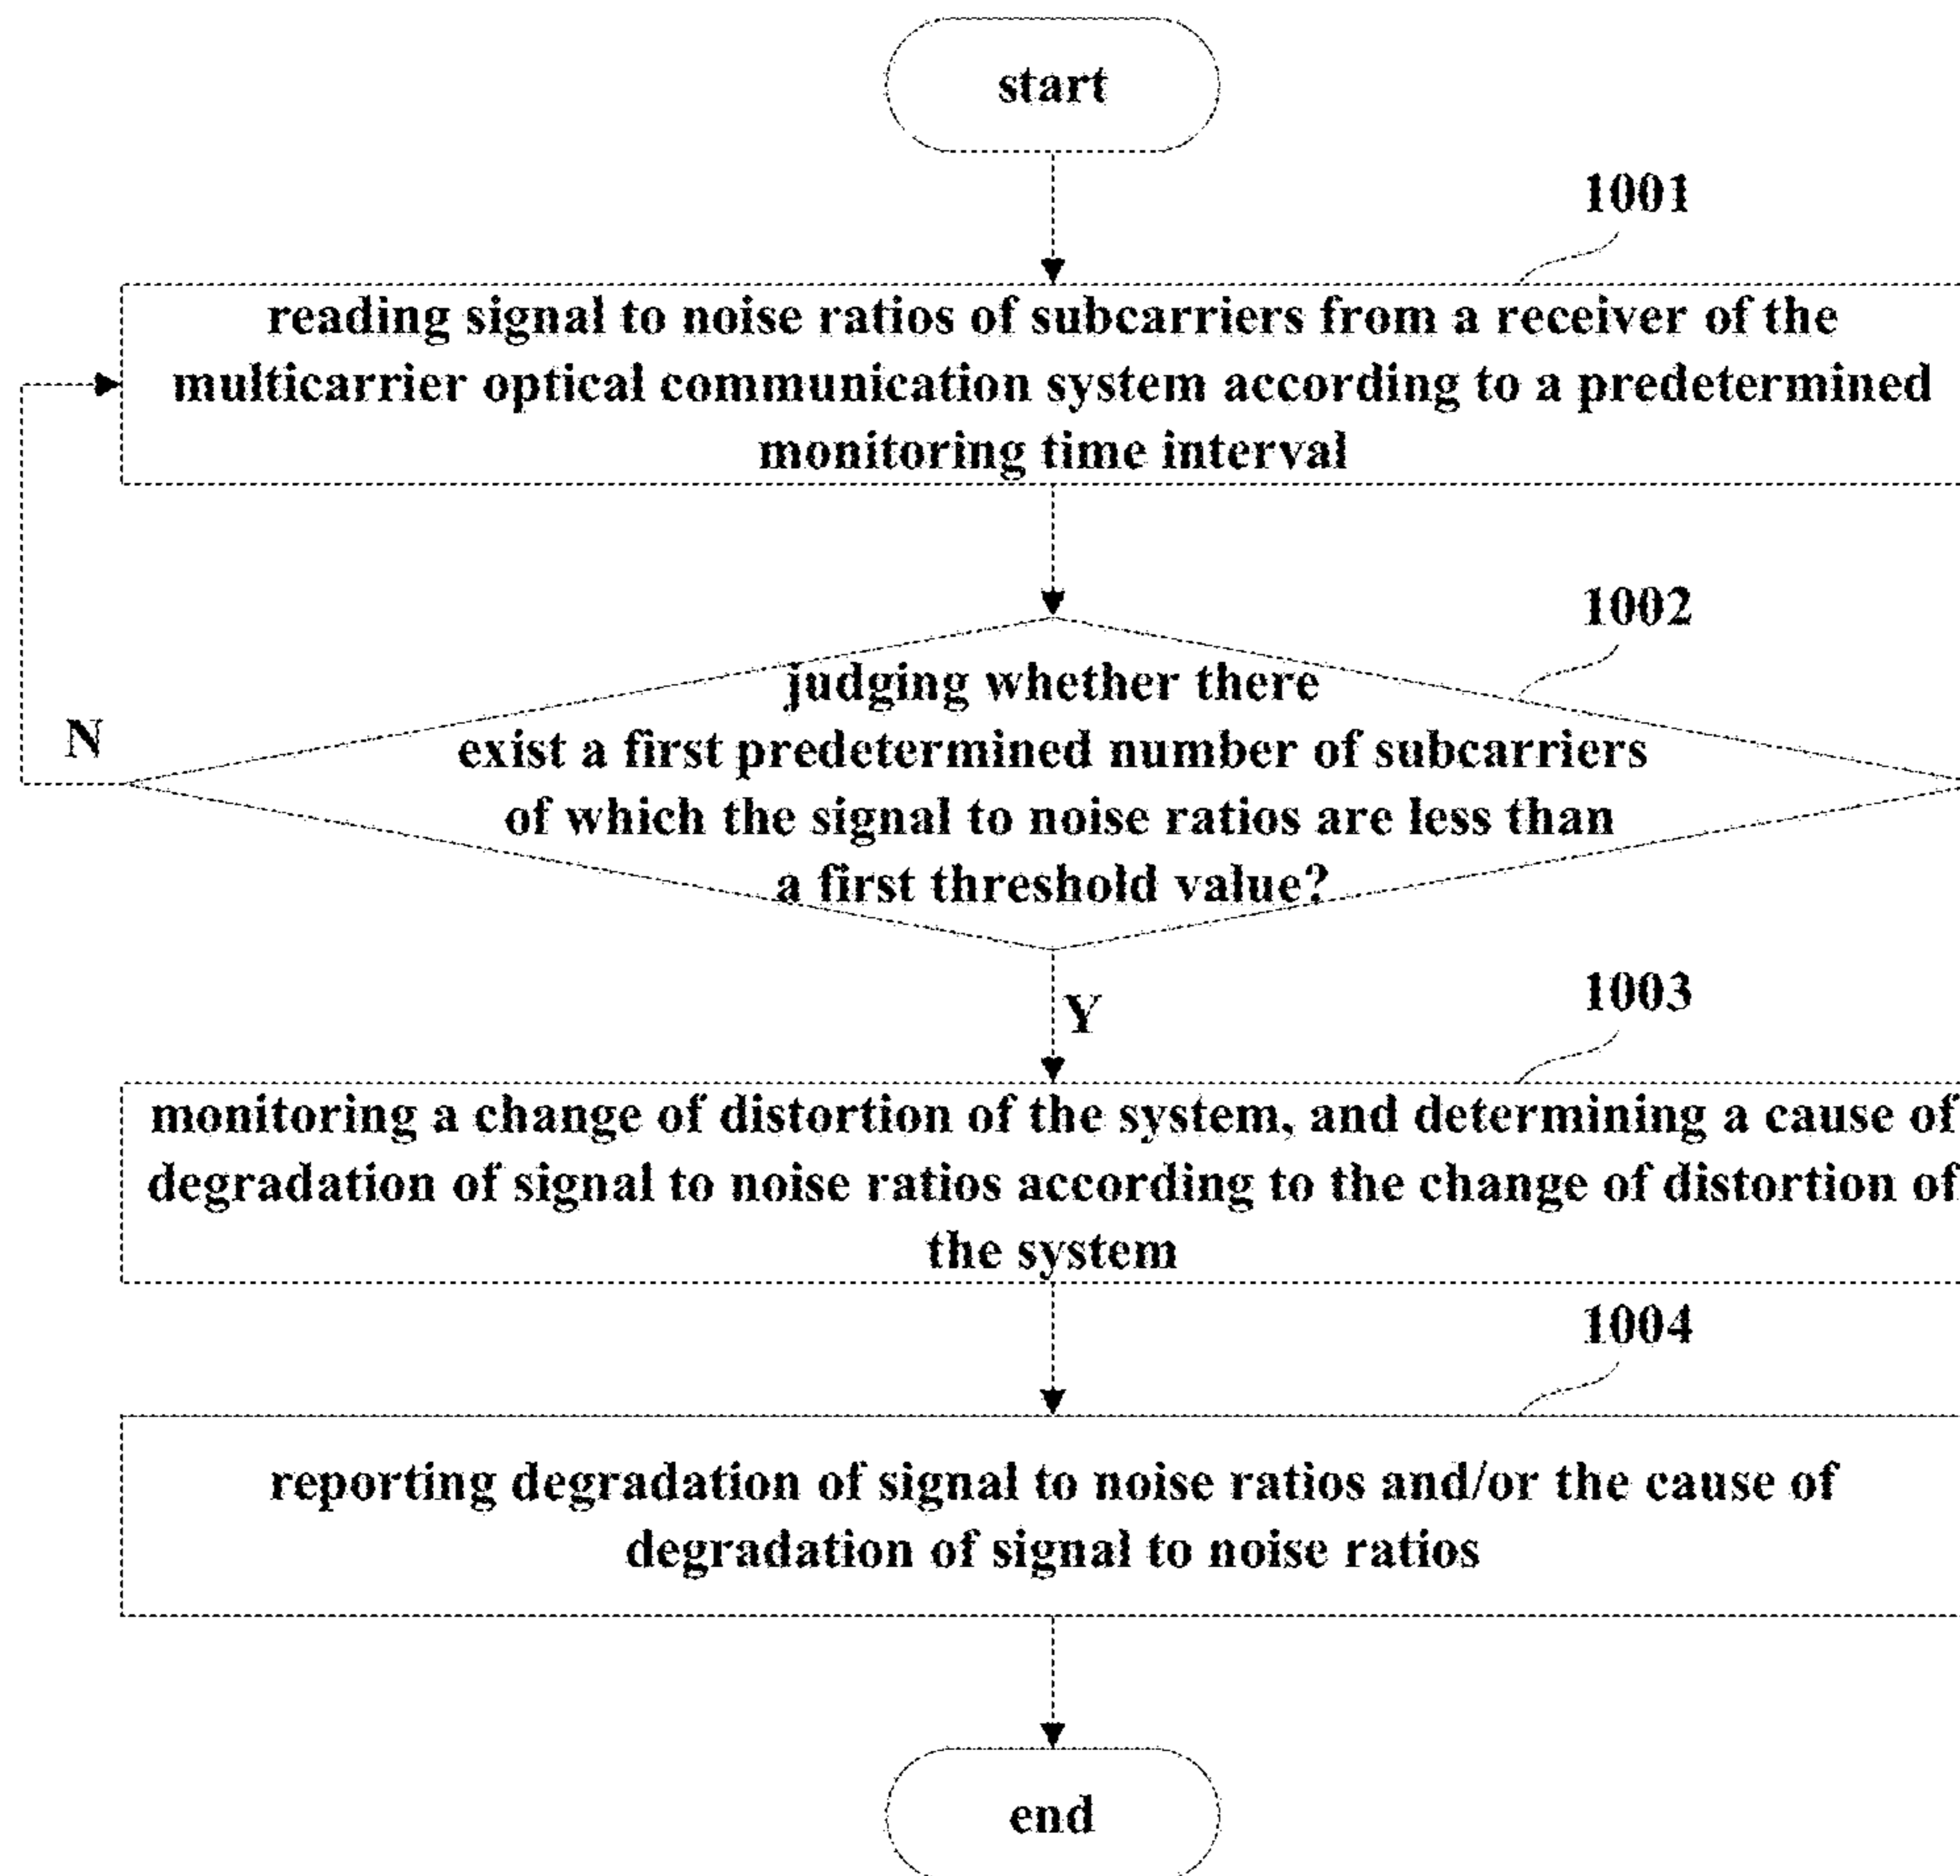 start
1001
reading signal to noise ratios of subcarriers from a receiver of the
multicarrier optical communication system according to a predetermined
monitoring time interval
1002
judging whether there
exist a first predetermined number of subcarriers
of which the signal to noise ratios are less than
a first threshold value?
N
Y
1003
monitoring a change of distortion of the system, and determining a cause of
degradation of signal to noise ratios according to the change of distortion of
the system
1004
reporting degradation of signal to noise ratios and/or the cause of
degradation of signal to noise ratios
end